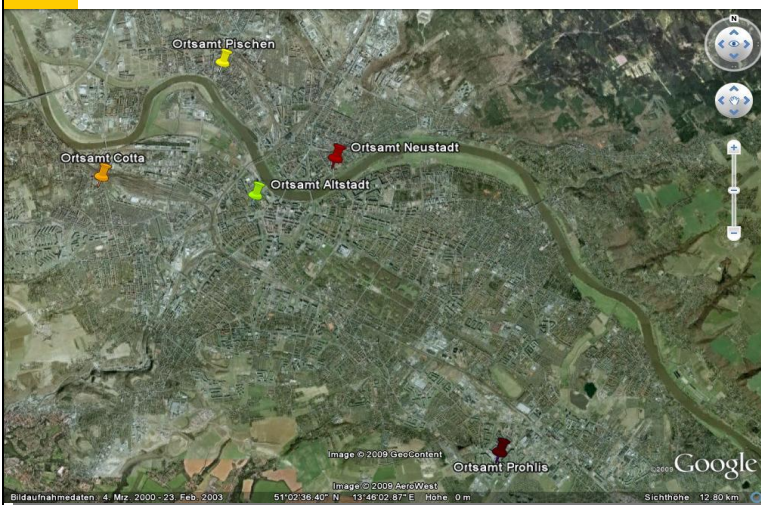 N
Ortsamt Pischen
Ortsamt Neustadt
Ortsamt Cotta
Ortsamt Altstadt
Image © 2009 GeoContent
Ortsamt Prohlis
©2009 Google
Image © 2009 AeroWest
Bildaufnahmedaten: 4. Mrz. 2000 - 23. Feb. 2003 51°02'36.40" N 13°46'02.87" E Höhe 0 m Sichthöhe 12.80 km